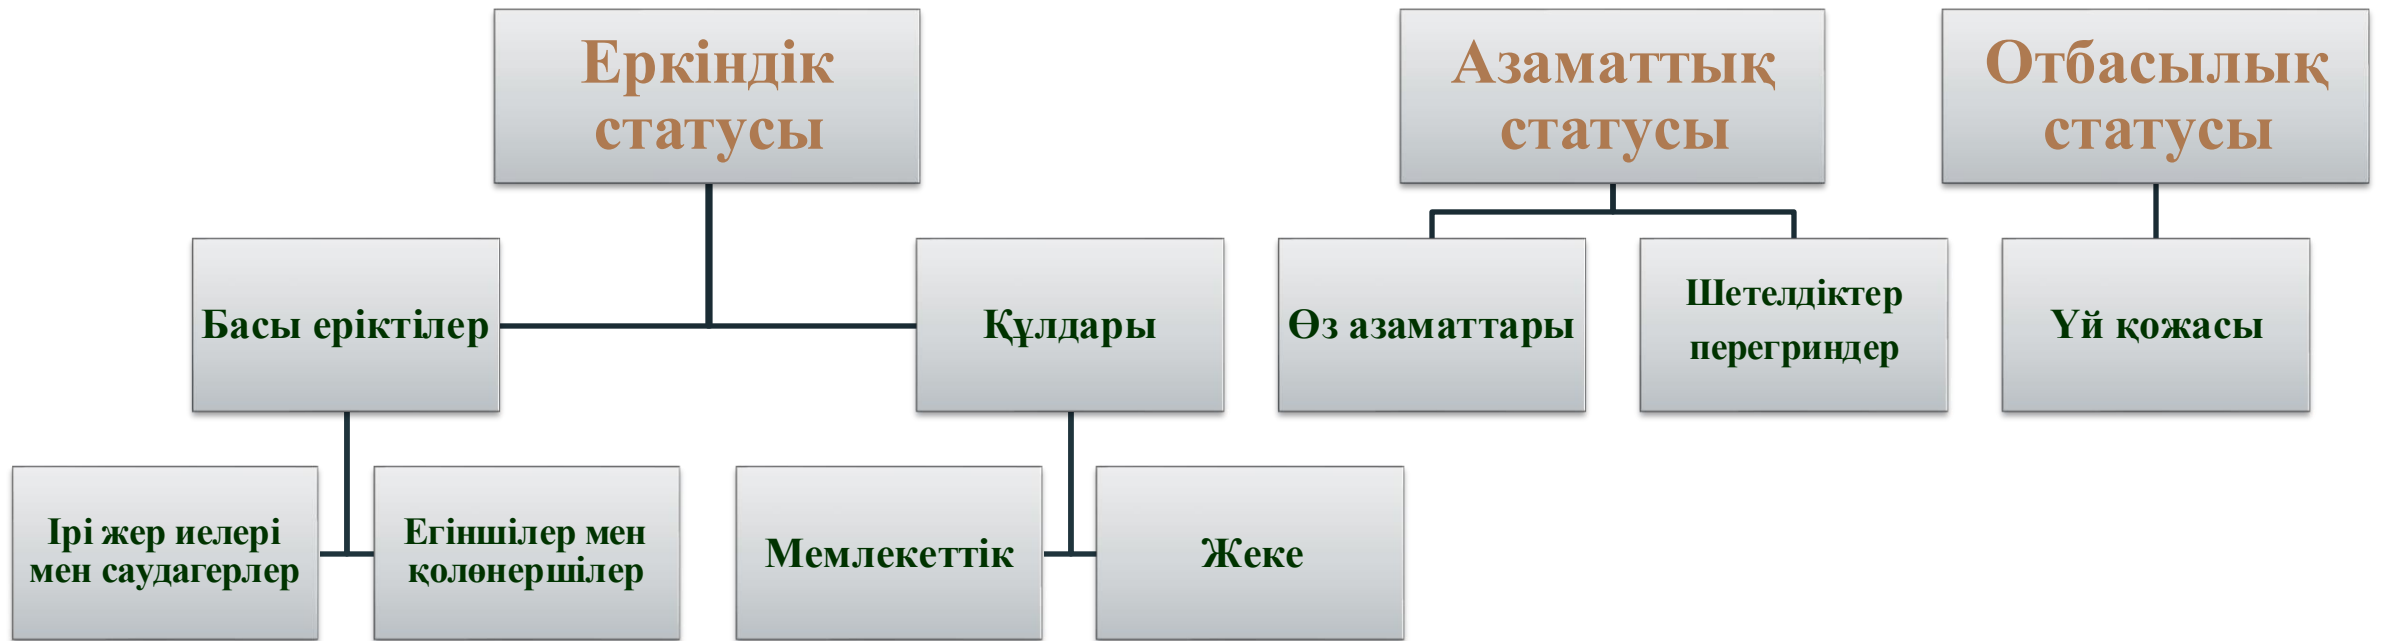 Еркіндік
статусы
Азаматтық
статусы
Отбасылық
статусы
Басы еріктілер
Құлдары
Өз азаматтары
Шетелдіктер
перегриндер
Үй қожасы
Ірі жер иелері
мен саудагерлер
Егіншілер мен
қолөнершілер
Мемлекеттік
Жеке